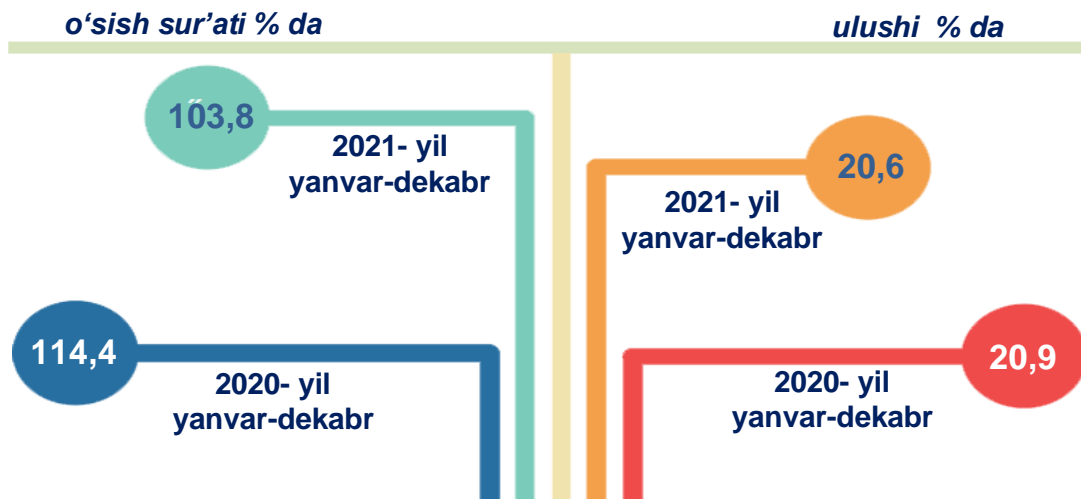 o‘sish sur’ati % da
ulushi % da
103,8
2021- yil
yanvar-dekabr
20,6
2021- yil
yanvar-dekabr
114,4
2020- yil
yanvar-dekabr
20,9
2020- yil
yanvar-dekabr